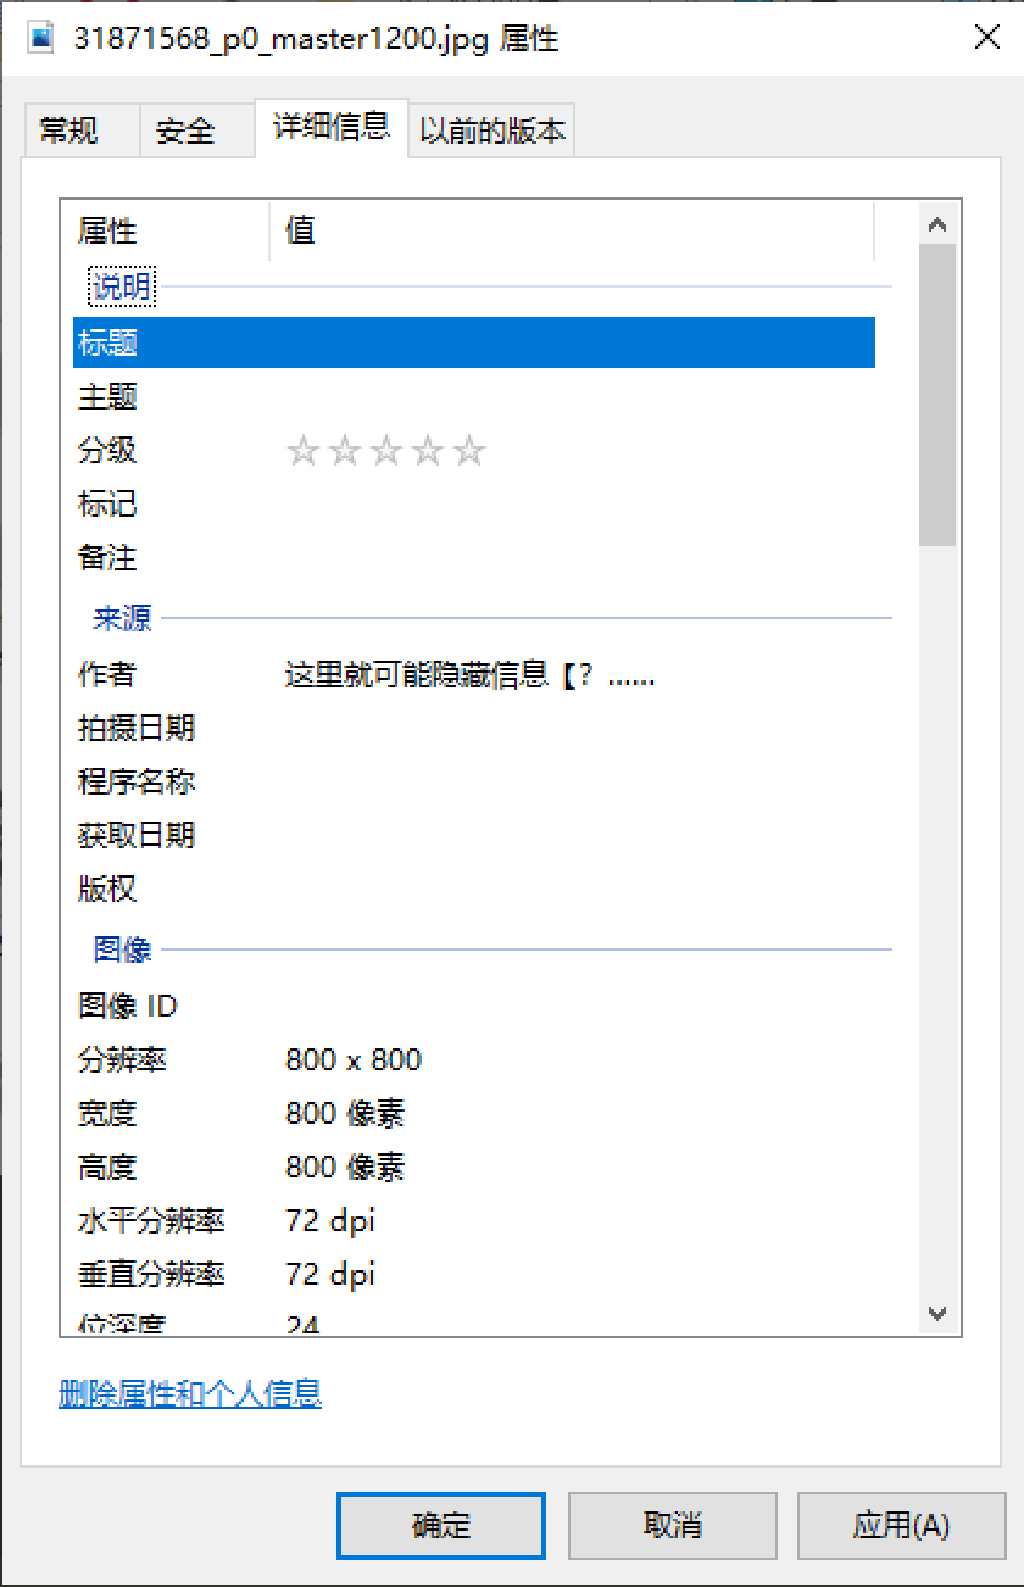 31871568_p0_master1200.jpg 属性
常规 安全 详细信息 以前的版本
属性 值
说明
标题
主题
分级 ☆☆☆☆☆
标记
备注
来源
作者 这里就可能隐藏信息【? ......
拍摄日期
程序名称
获取日期
版权
图像
图像 ID
分辨率 800 x 800
宽度 800 像素
高度 800 像素
水平分辨率 72 dpi
垂直分辨率 72 dpi
位深度 24
删除属性和个人信息
确定 取消 应用(A)